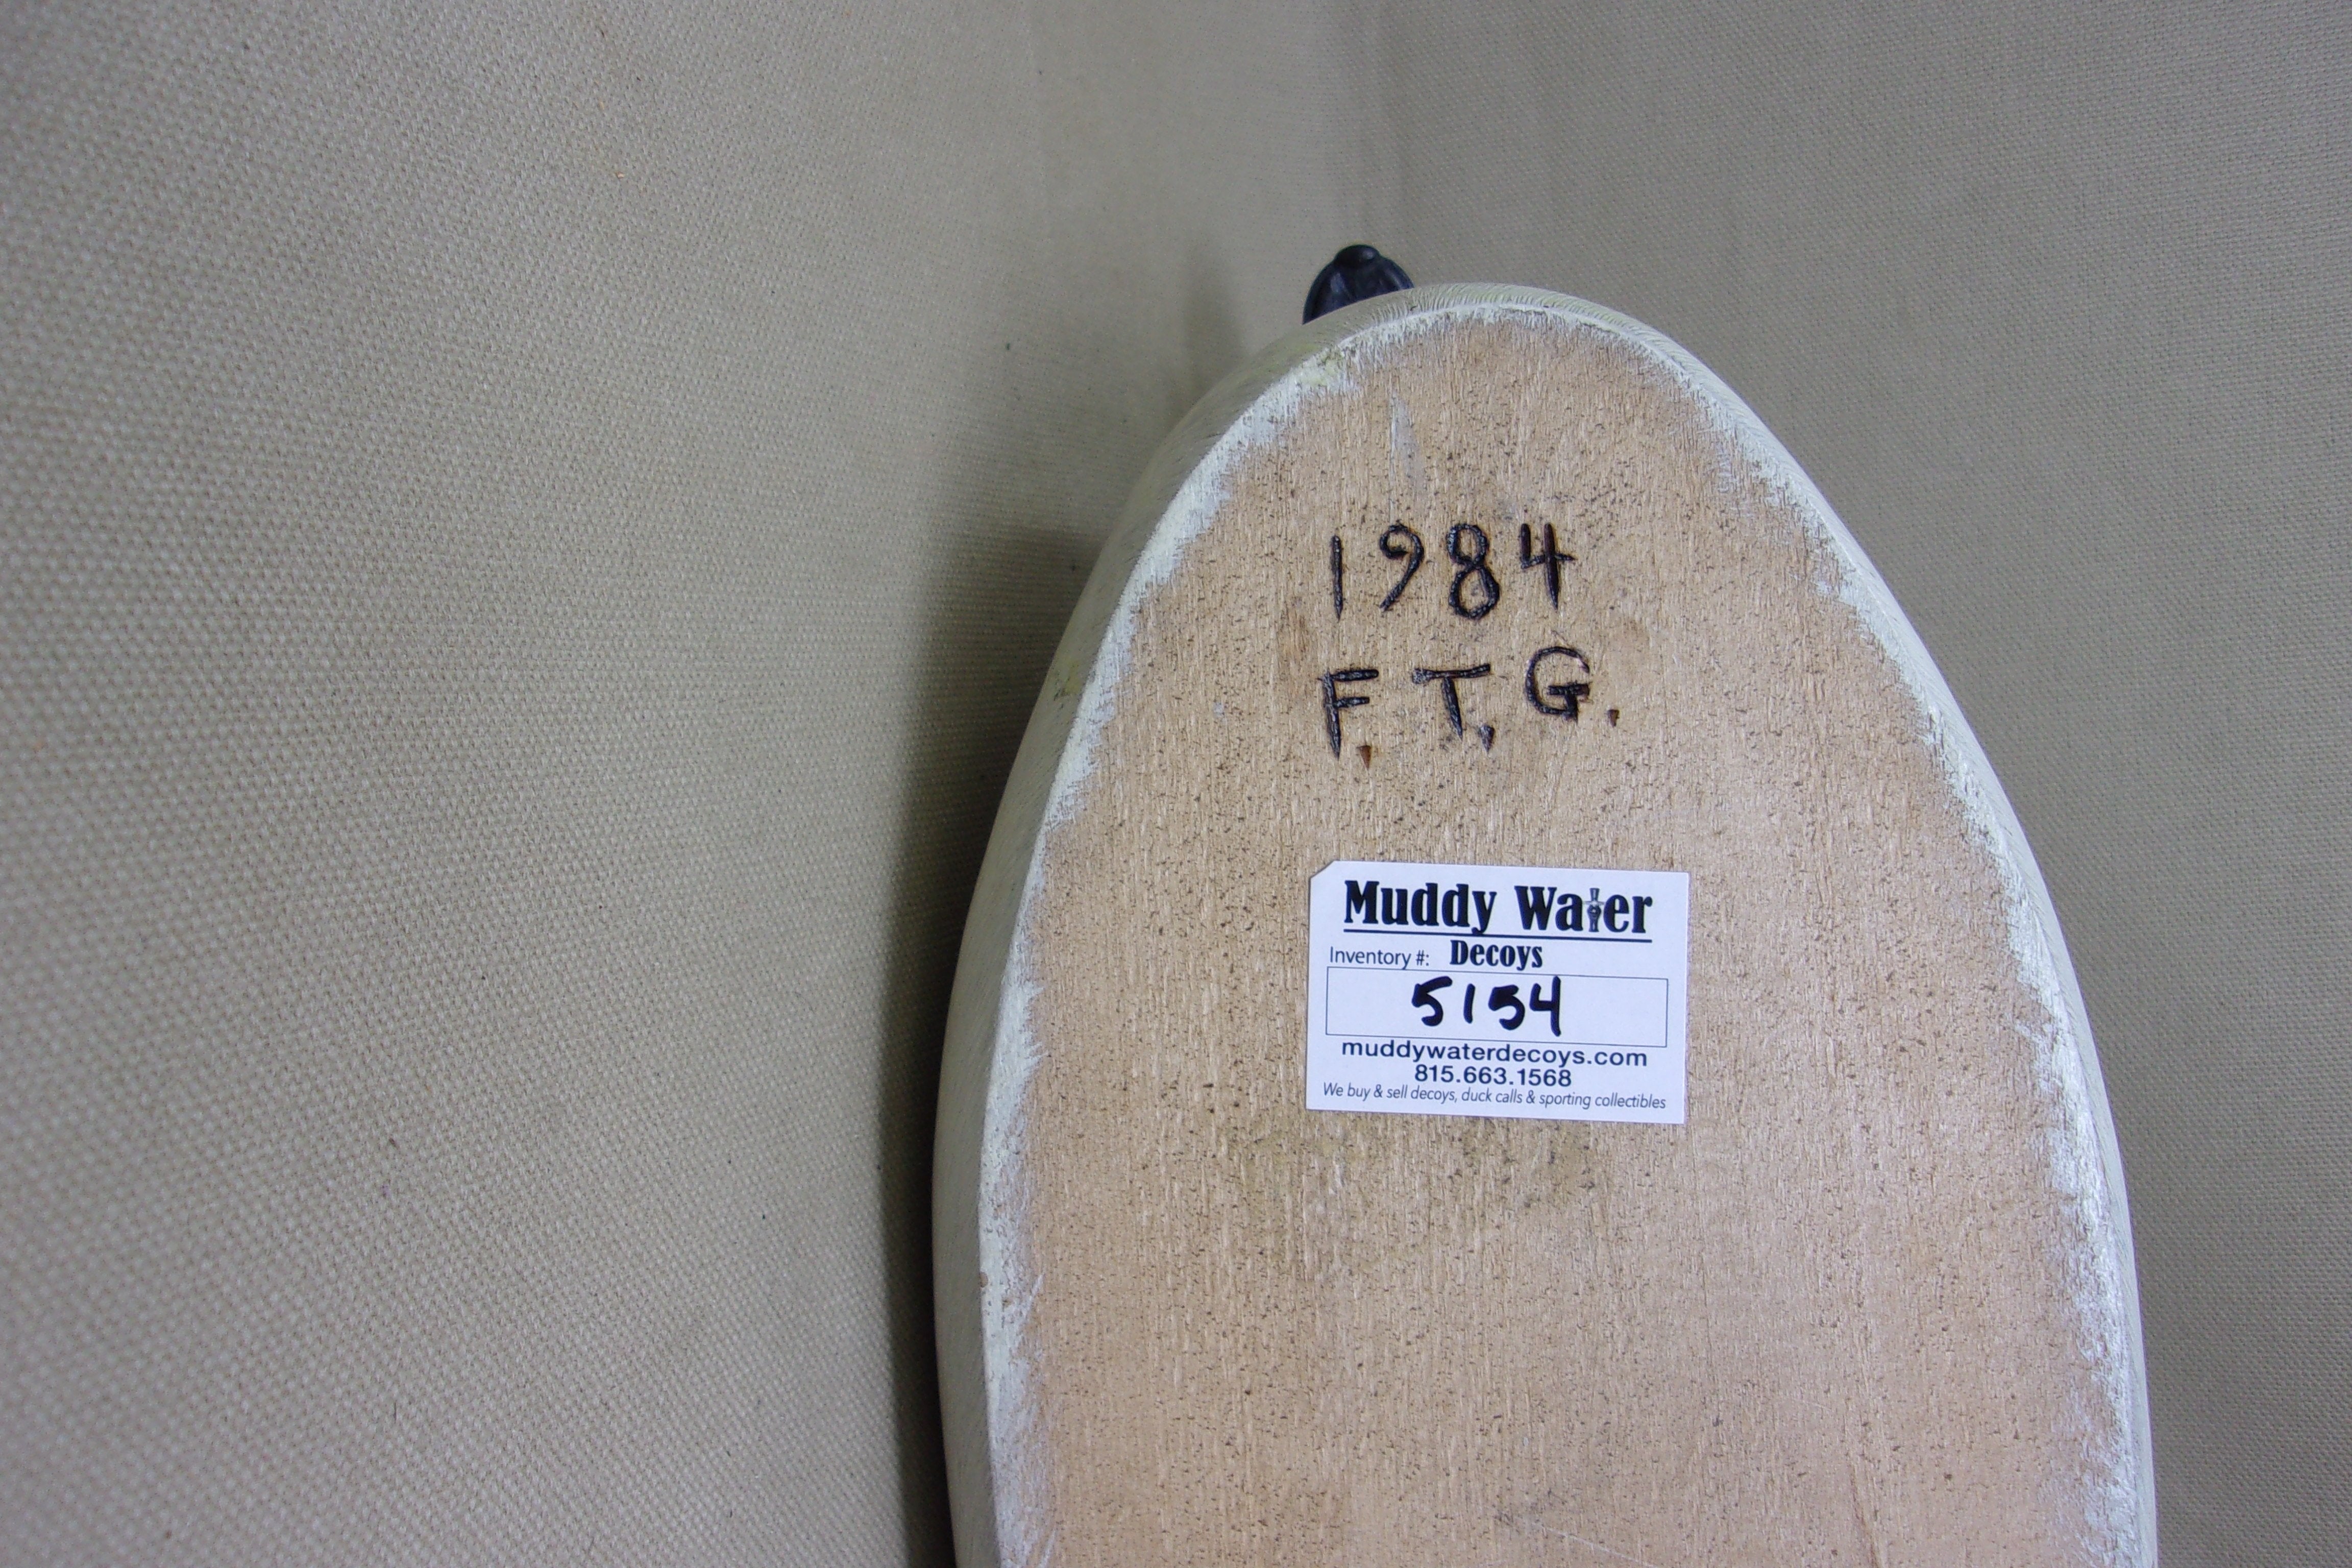 1984
F.T.G.
Muddy Water
Inventory #: Decoys
5154
muddywaterdecoys.com
815.663.1568
We buy & sell decoys, duck calls & sporting collectibles